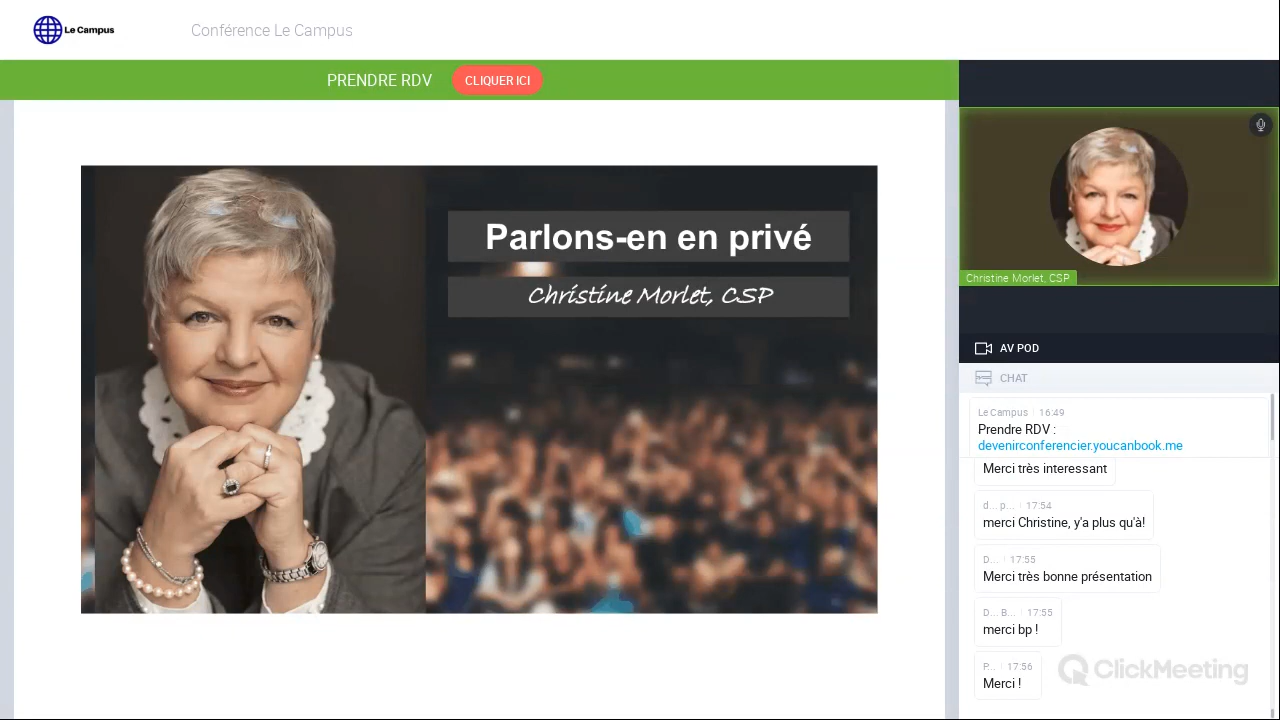 Le Campus
Conférence Le Campus
PRENDRE RDV
CLIQUER ICI
Parlons-en en privé
Christine Morlet, CSP
Christine Morlet, CSP
AV POD
CHAT
Le Campus 16:49
Prendre RDV :
devenirconferencier.youcanbook.me
Merci très interessant
d... p... 17:54
merci Christine, y'a plus qu'à!
D... 17:55
Merci très bonne présentation
D... B... 17:55
merci bp !
P... 17:56
Merci !
ClickMeeting